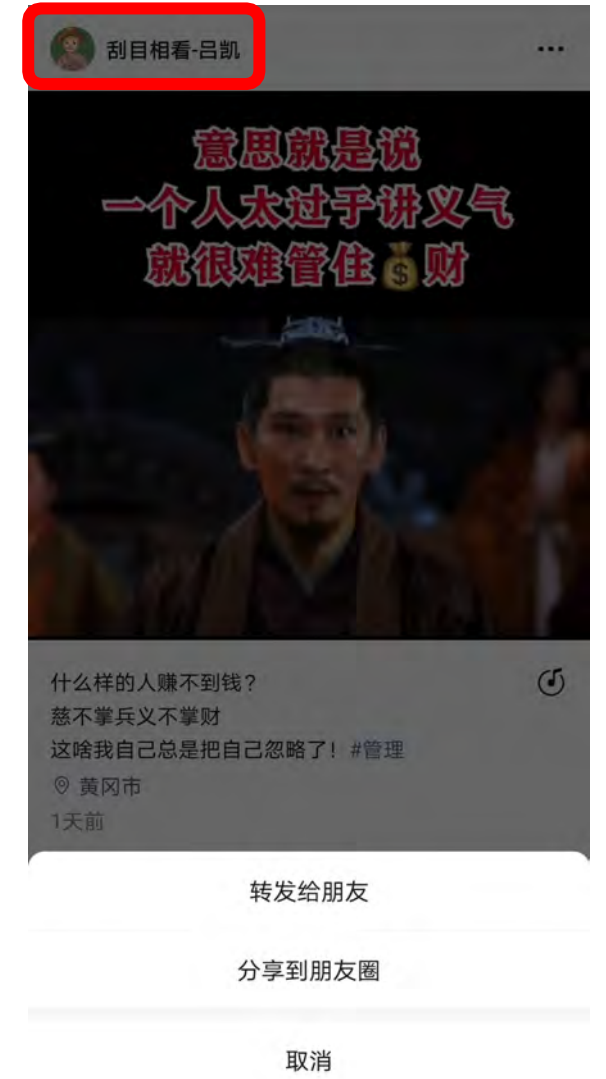 刮目相看-吕凯
意思就是说
一个人太过于讲义气
就很难管住💰财
什么样的人赚不到钱?
慈不掌兵义不掌财
这啥我自己总是把自己忽略了! #管理
黄冈市
1天前
转发给朋友
分享到朋友圈
取消